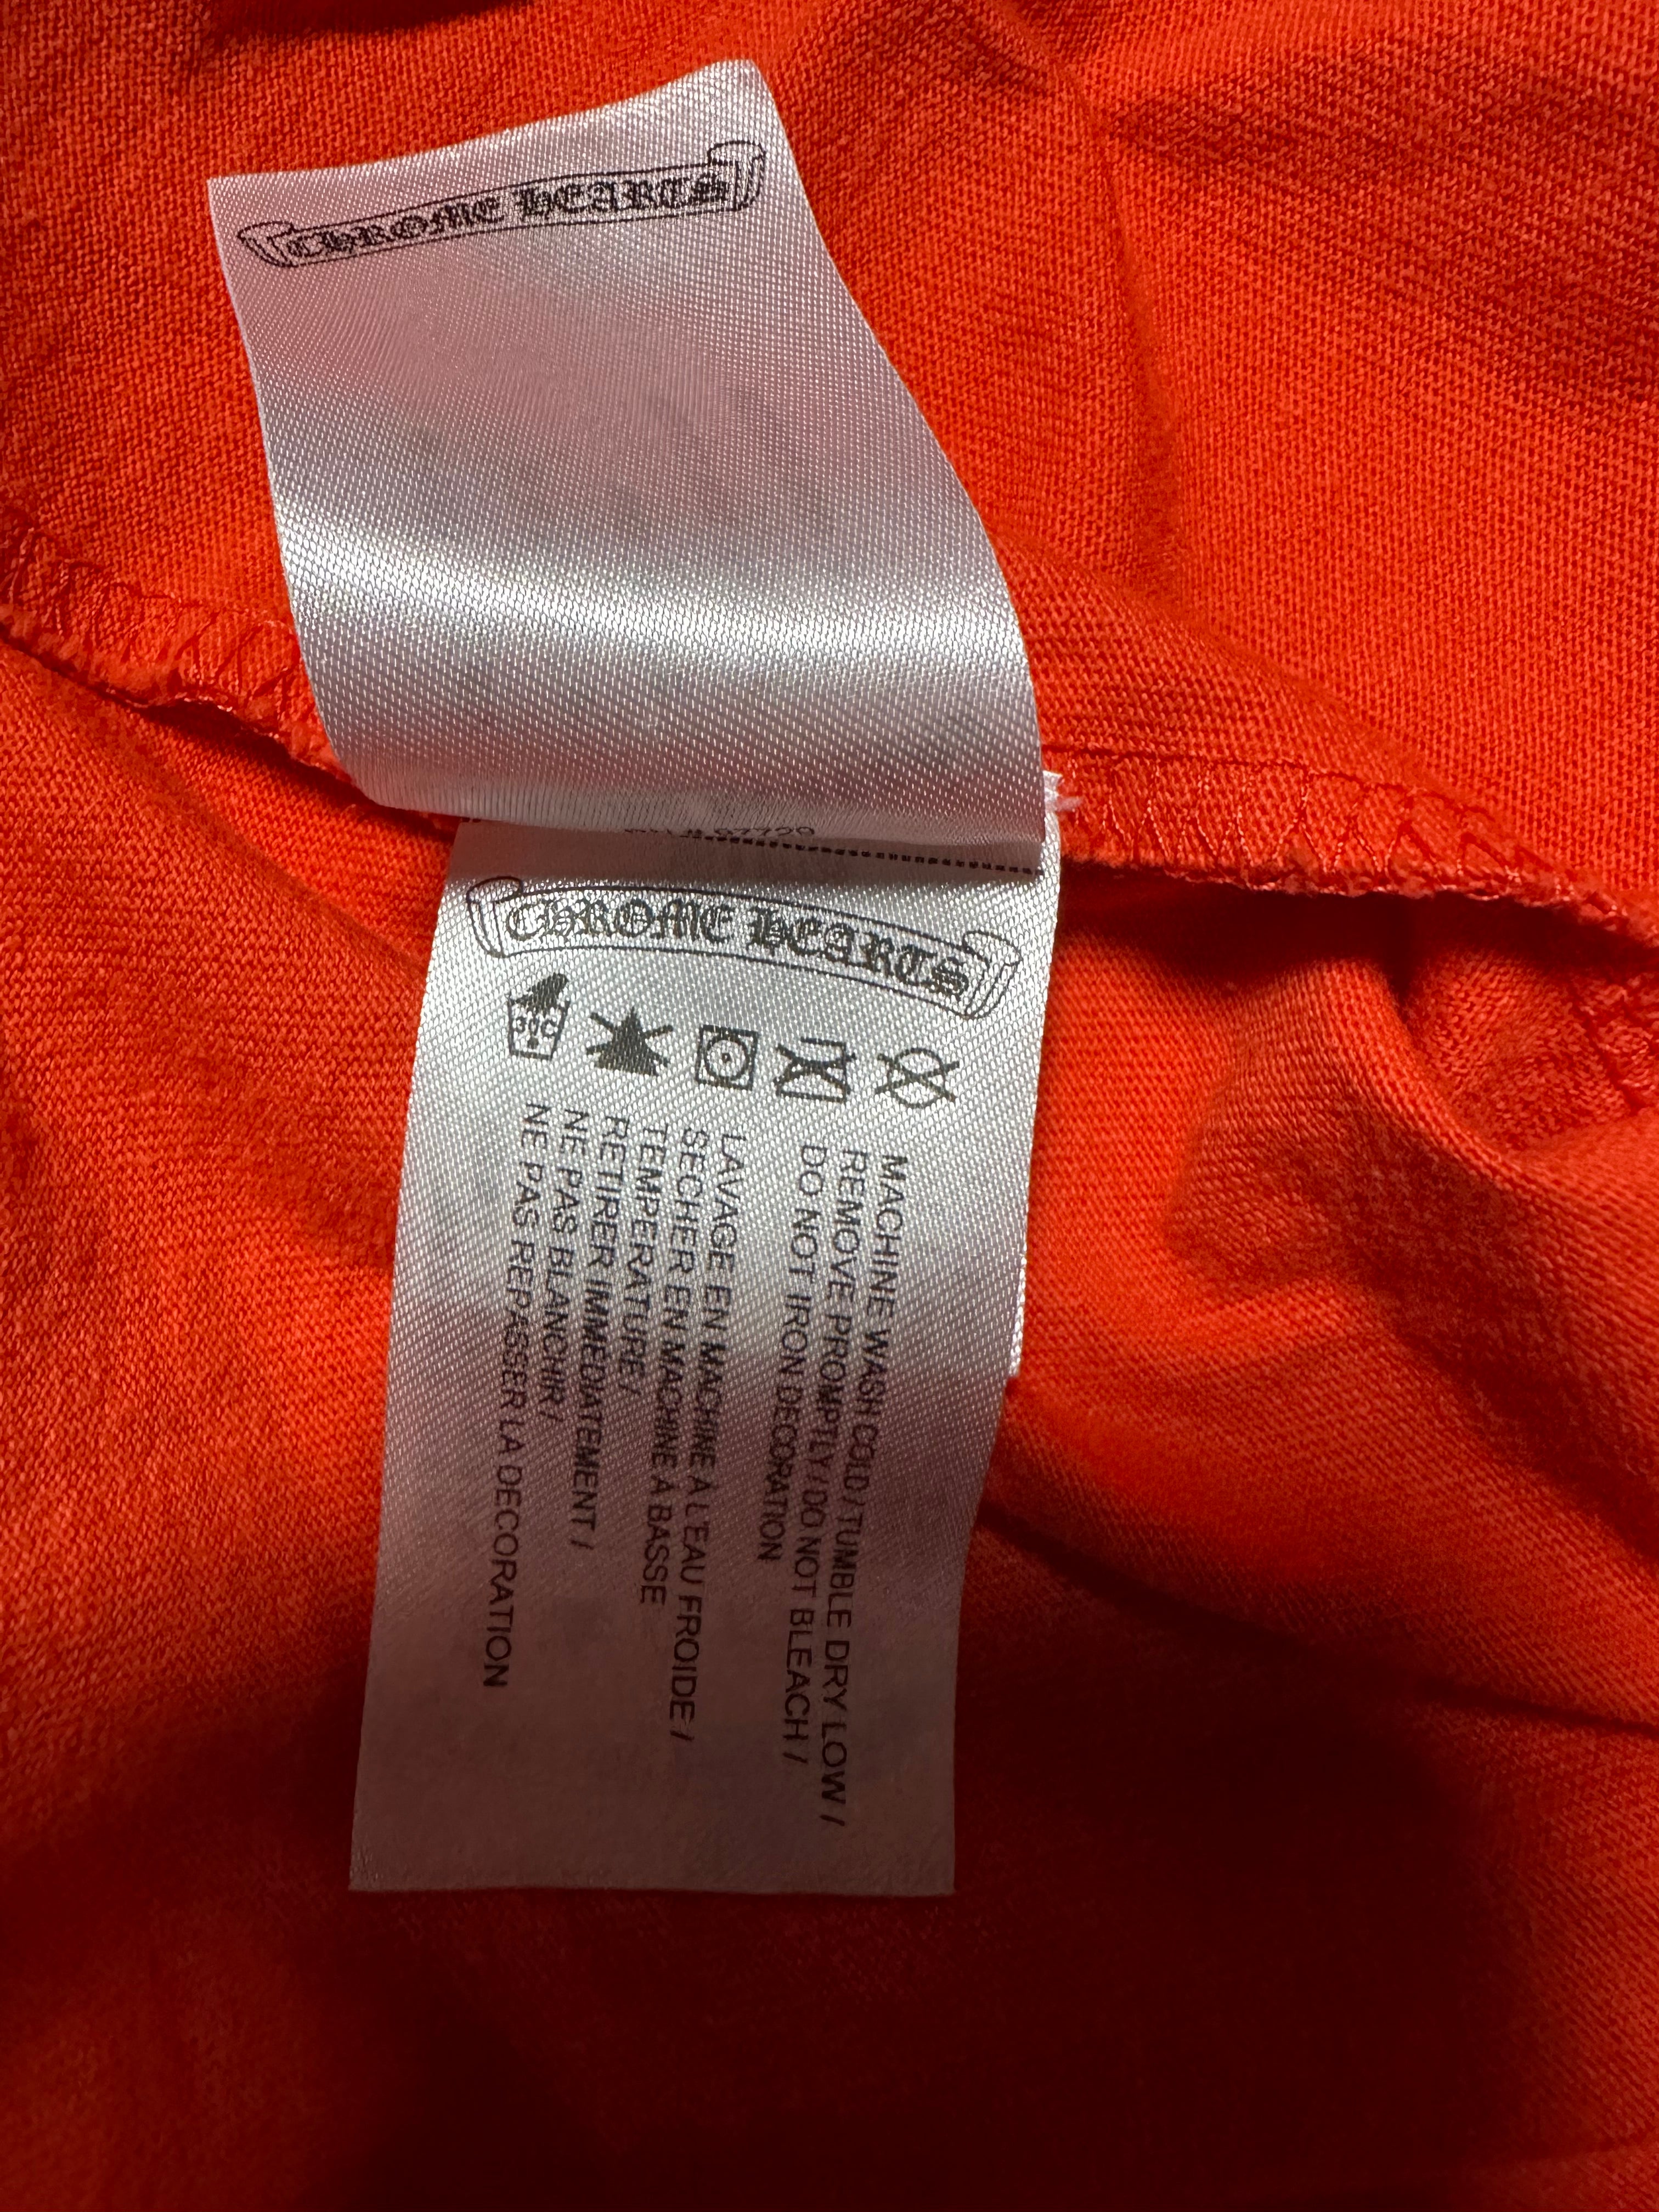 CHROME HEARTS
CHROME HEARTS
30C
MACHINE WASH COLD / TUMBLE DRY LOW /
REMOVE PROMPTLY / DO NOT BLEACH /
DO NOT IRON DECORATION
LAVAGE EN MACHINE À L'EAU FROIDE /
SECHER EN MACHINE À BASSE
TEMPERATURE /
RETIRER IMMEDIATEMENT /
NE PAS BLANCHIR /
NE PAS REPASSER LA DECORATION